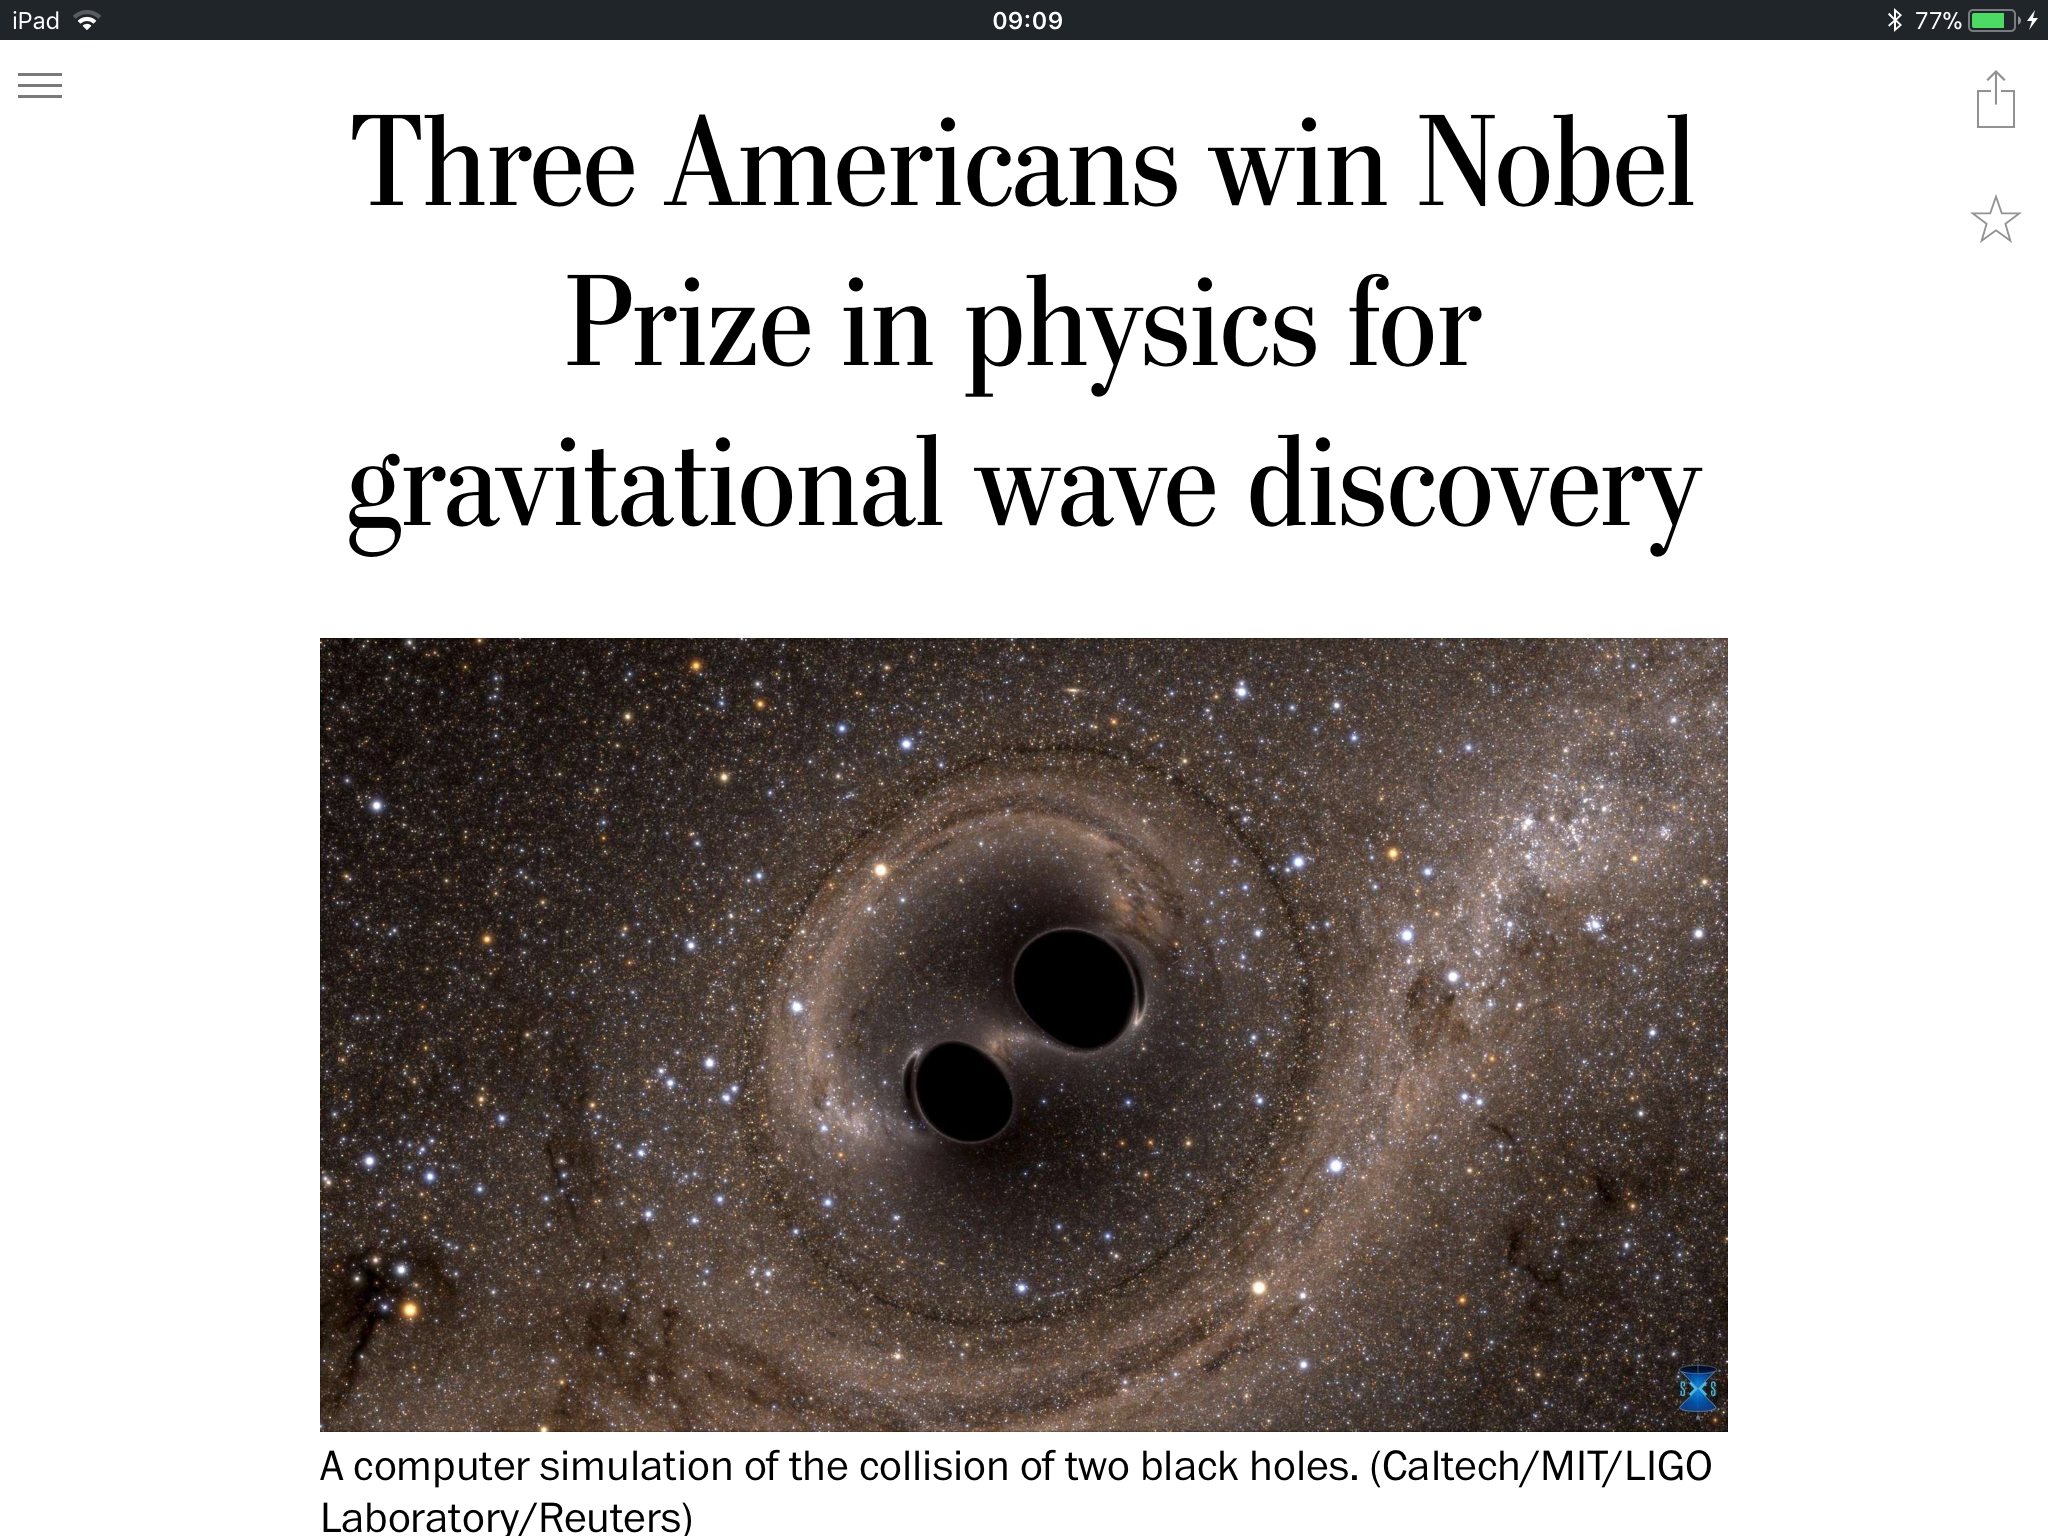 iPad 09:09 77%
Three Americans win Nobel
Prize in physics for
gravitational wave discovery
SXS
A computer simulation of the collision of two black holes. (Caltech/MIT/LIGO
Laboratory/Reuters)